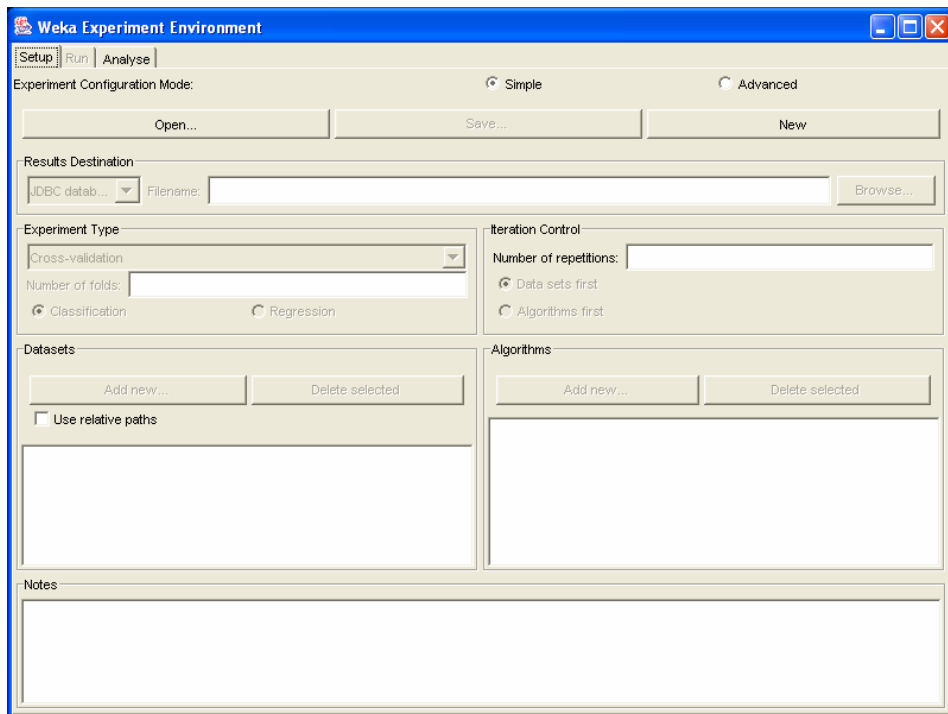 Weka Experiment Environment
Setup Run Analyse
Experiment Configuration Mode: Simple Advanced
Open... Save... New
Results Destination
JDBC datab... Filename: Browse...
Experiment Type Iteration Control
Cross-validation Number of repetitions:
Number of folds: Data sets first
Classification Regression Algorithms first
Datasets Algorithms
Add new... Delete selected Add new... Delete selected
Use relative paths
Notes